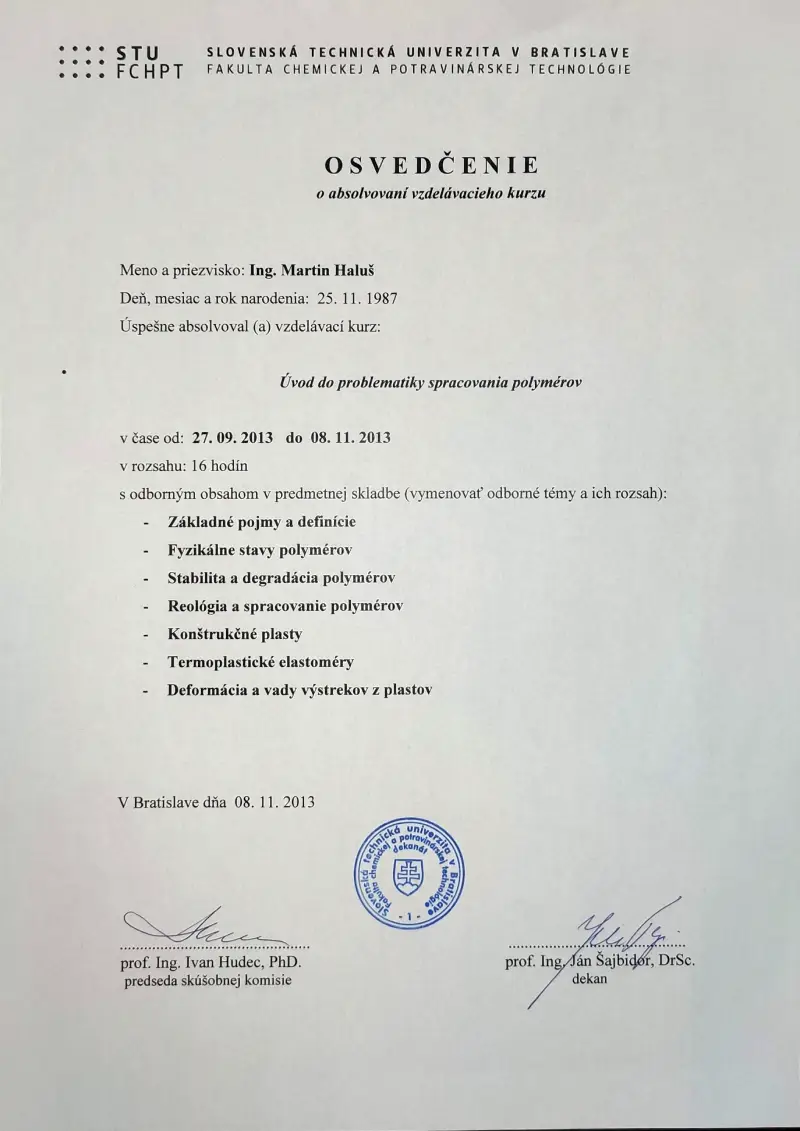 STU
FCHPT
SLOVENSKÁ TECHNICKÁ UNIVERZITA V BRATISLAVE
FAKULTA CHEMICKEJ A POTRAVINÁRSKEJ TECHNOLÓGIE
OSVEDČENIE
o absolvovaní vzdelávacieho kurzu
Meno a priezvisko: Ing. Martin Haluš
Deň, mesiac a rok narodenia: 25. 11. 1987
Úspešne absolvoval (a) vzdelávací kurz:
Úvod do problematiky spracovania polymérov
v čase od: 27. 09. 2013 do 08. 11. 2013
v rozsahu: 16 hodín
s odborným obsahom v predmetnej skladbe (vymenovať odborné témy a ich rozsah):
- Základné pojmy a definície
- Fyzikálne stavy polymérov
- Stabilita a degradácia polymérov
- Reológia a spracovanie polymérov
- Konštrukčné plasty
- Termoplastické elastoméry
- Deformácia a vady výstrekov z plastov
V Bratislave dňa 08. 11. 2013
Slovenská technická univerzita v Bratislave
Fakulta chemickej a potravinárskej technológie
dekanát
- 1 -
prof. Ing. Ivan Hudec, PhD.
predseda skúšobnej komisie
prof. Ing. Ján Šajbidor, DrSc.
dekan